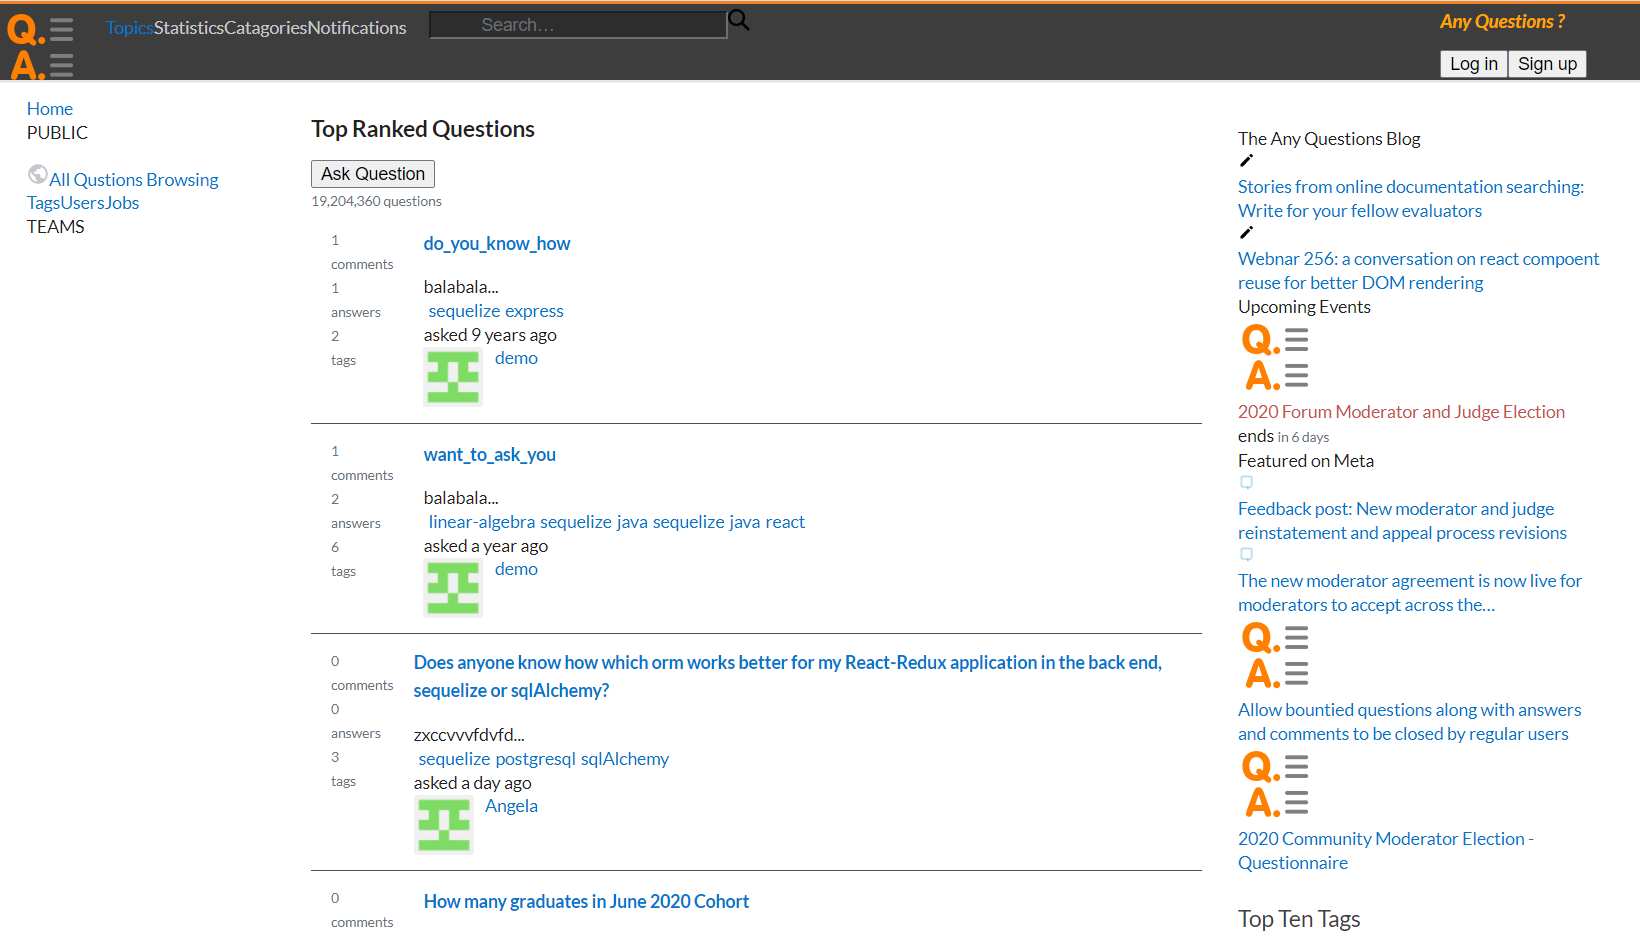 Q.
A.
TopicsStatisticsCatagoriesNotifications
Search...
Any Questions ?
Log in Sign up
Home
PUBLIC
All Qustions Browsing
TagsUsersJobs
TEAMS
Top Ranked Questions
Ask Question
19,204,360 questions
1
comments
1
answers
2
tags
do_you_know_how
balabala...
sequelize express
asked 9 years ago
demo
1
comments
2
answers
6
tags
want_to_ask_you
balabala...
linear-algebra sequelize java sequelize java react
asked a year ago
demo
0
comments
0
answers
3
tags
Does anyone know how which orm works better for my React-Redux application in the back end,
sequelize or sqlAlchemy?
zxccvvvfdvfd...
sequelize postgresql sqlAlchemy
asked a day ago
Angela
0
comments
How many graduates in June 2020 Cohort
The Any Questions Blog
Stories from online documentation searching:
Write for your fellow evaluators
Webnar 256: a conversation on react compoent
reuse for better DOM rendering
Upcoming Events
Q.
A.
2020 Forum Moderator and Judge Election
ends in 6 days
Featured on Meta
Feedback post: New moderator and judge
reinstatement and appeal process revisions
The new moderator agreement is now live for
moderators to accept across the...
Q.
A.
Allow bountied questions along with answers
and comments to be closed by regular users
Q.
A.
2020 Community Moderator Election -
Questionnaire
Top Ten Tags